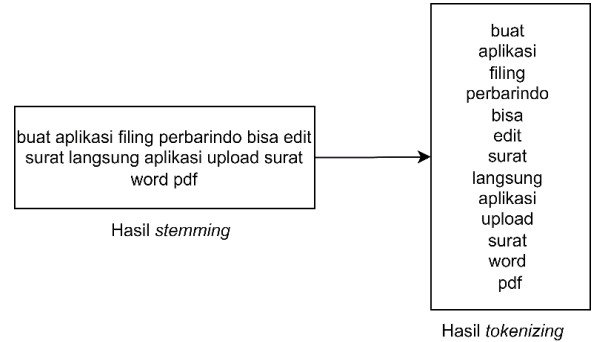 buat aplikasi filing perbarindo bisa edit
surat langsung aplikasi upload surat
word pdf
Hasil stemming
buat
aplikasi
filing
perbarindo
bisa
edit
surat
langsung
aplikasi
upload
surat
word
pdf
Hasil tokenizing